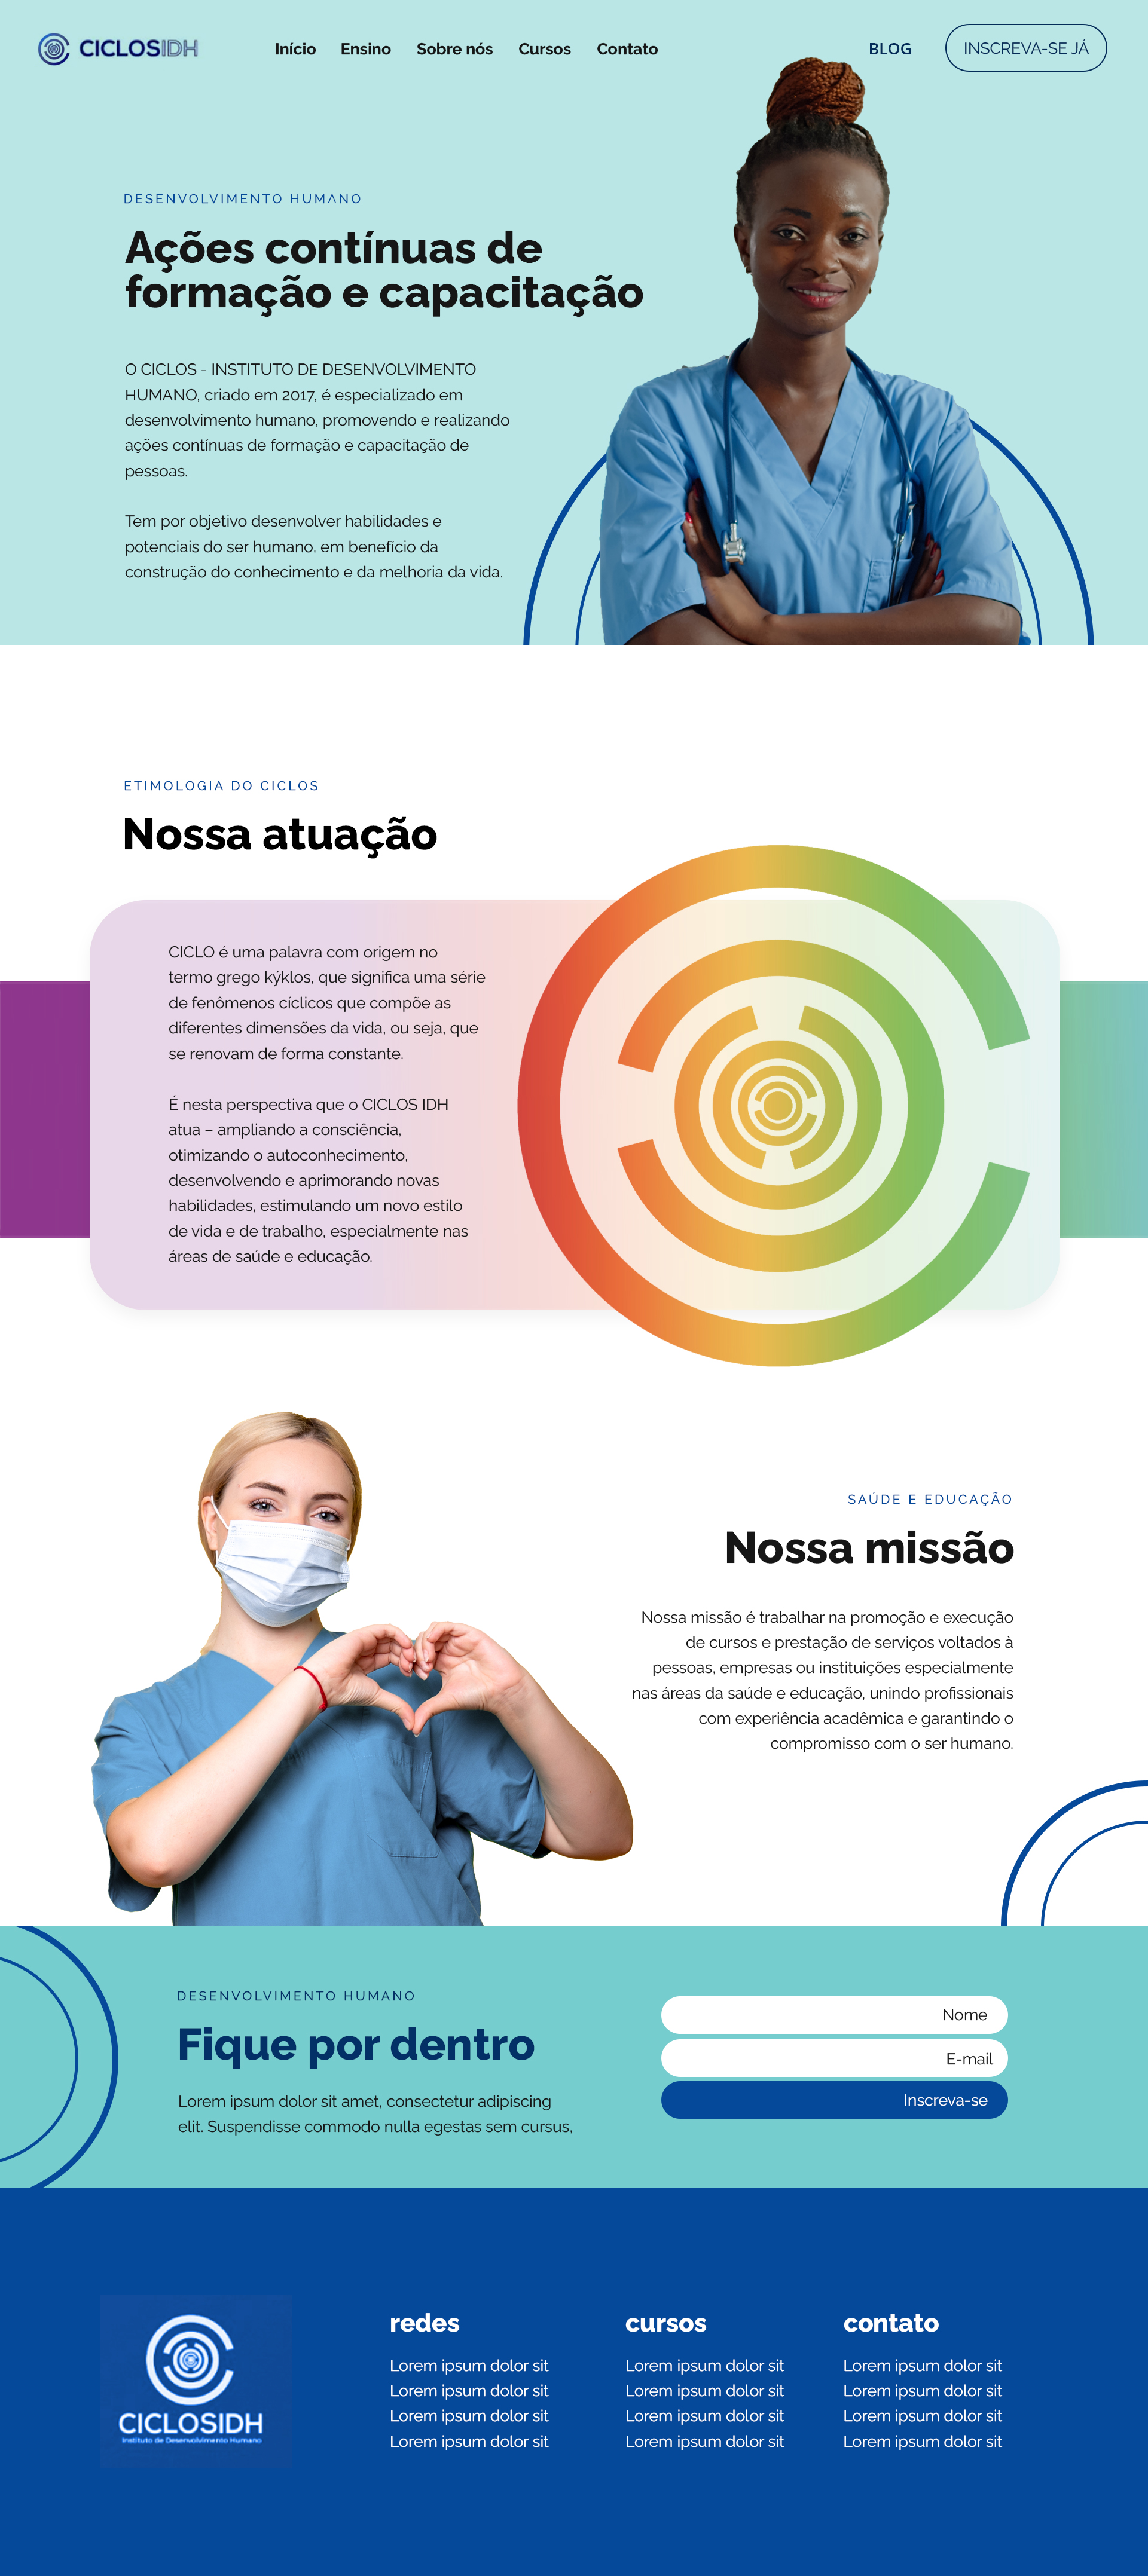 CICLOSIDH
Início Ensino Sobre nós Cursos Contato
BLOG
INSCREVA-SE JÁ
DESENVOLVIMENTO HUMANO
Ações contínuas de
formação e capacitação
O CICLOS - INSTITUTO DE DESENVOLVIMENTO
HUMANO, criado em 2017, é especializado em
desenvolvimento humano, promovendo e realizando
ações contínuas de formação e capacitação de
pessoas.
Tem por objetivo desenvolver habilidades e
potenciais do ser humano, em benefício da
construção do conhecimento e da melhoria da vida.
ETIMOLOGIA DO CICLOS
Nossa atuação
CICLO é uma palavra com origem no
termo grego kýklos, que significa uma série
de fenômenos cíclicos que compõe as
diferentes dimensões da vida, ou seja, que
se renovam de forma constante.
É nesta perspectiva que o CICLOS IDH
atua – ampliando a consciência,
otimizando o autoconhecimento,
desenvolvendo e aprimorando novas
habilidades, estimulando um novo estilo
de vida e de trabalho, especialmente nas
áreas de saúde e educação.
SAÚDE E EDUCAÇÃO
Nossa missão
Nossa missão é trabalhar na promoção e execução
de cursos e prestação de serviços voltados à
pessoas, empresas ou instituições especialmente
nas áreas da saúde e educação, unindo profissionais
com experiência acadêmica e garantindo o
compromisso com o ser humano.
DESENVOLVIMENTO HUMANO
Fique por dentro
Lorem ipsum dolor sit amet, consectetur adipiscing
elit. Suspendisse commodo nulla egestas sem cursus,
Nome
E-mail
Inscreva-se
CICLOSIDH
Instituto de Desenvolvimento Humano
redes
Lorem ipsum dolor sit
Lorem ipsum dolor sit
Lorem ipsum dolor sit
Lorem ipsum dolor sit
cursos
Lorem ipsum dolor sit
Lorem ipsum dolor sit
Lorem ipsum dolor sit
Lorem ipsum dolor sit
contato
Lorem ipsum dolor sit
Lorem ipsum dolor sit
Lorem ipsum dolor sit
Lorem ipsum dolor sit